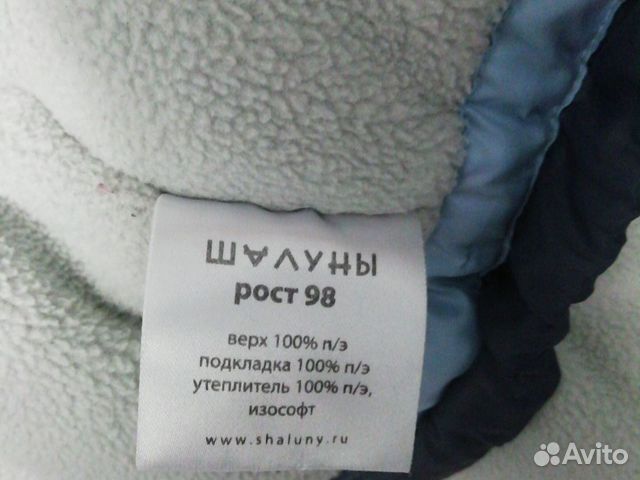 ШАЛУНЫ
рост 98
верх 100% п/э
подкладка 100% п/э
утеплитель 100% п/э,
изософт
www.shaluny.ru
Avito